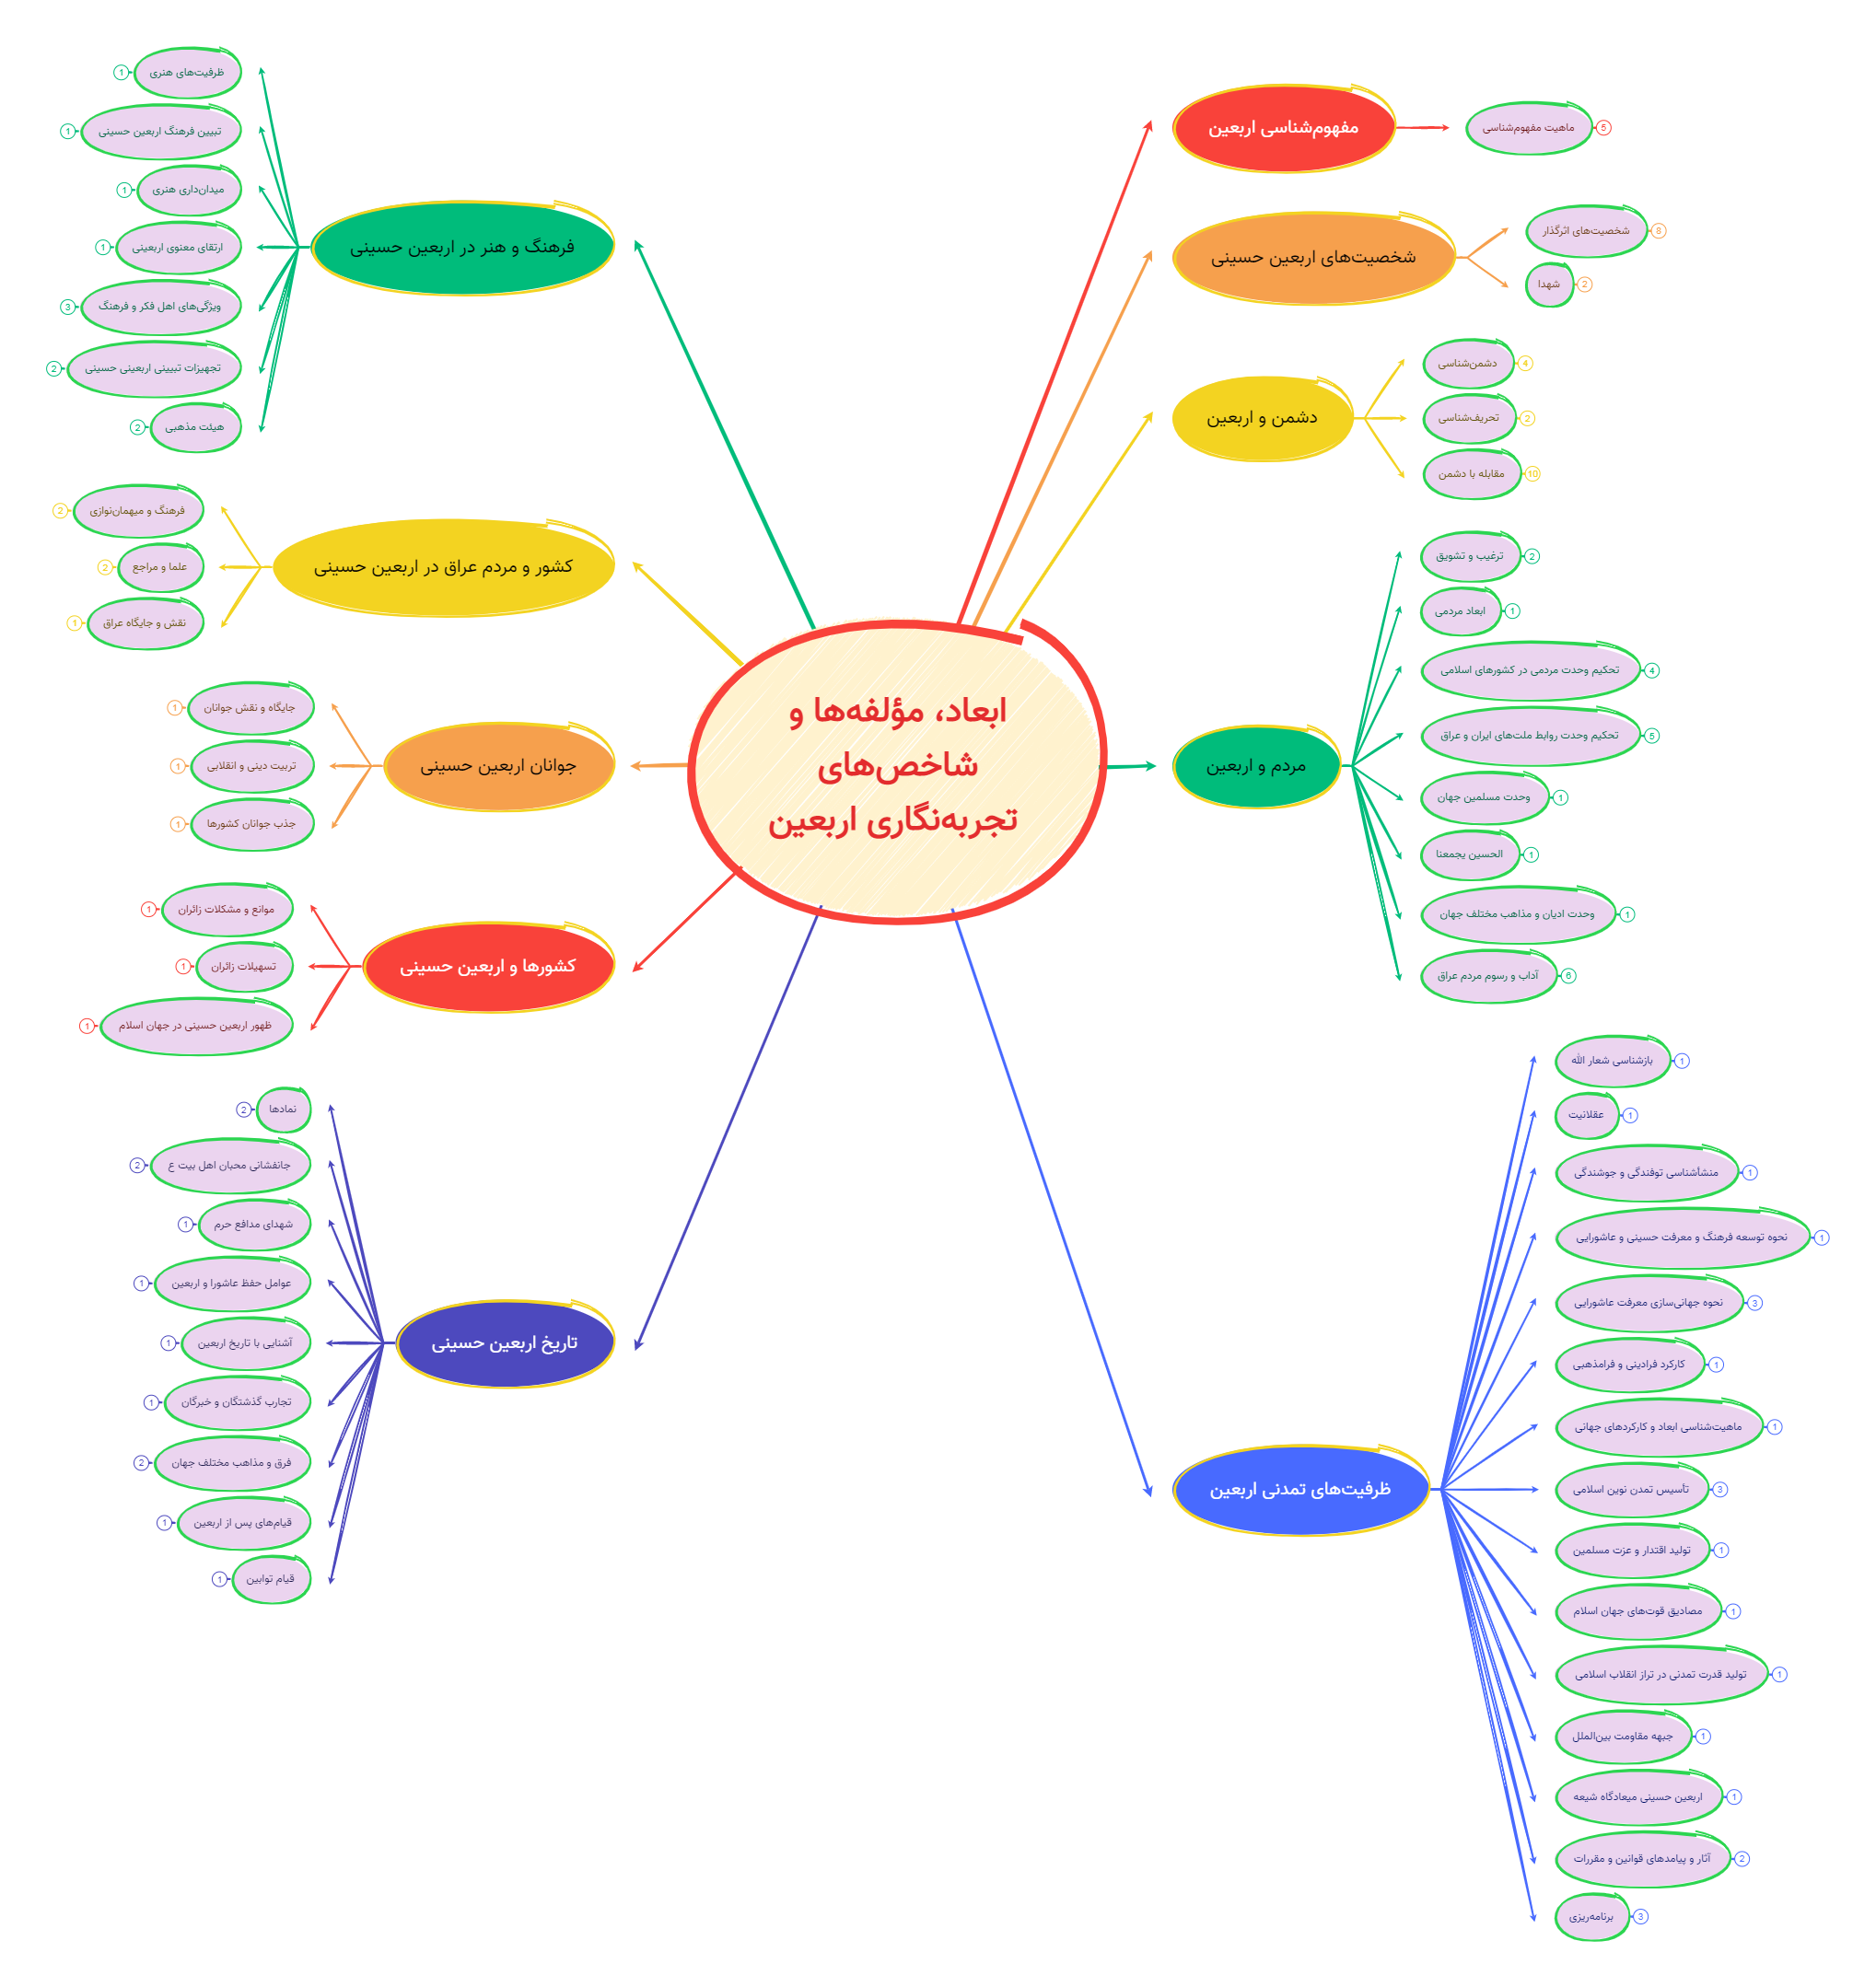 ابعاد، مؤلفه‌ها و
شاخص‌های
تجربه‌نگاری اربعین
مفهوم‌شناسی اربعین
ماهیت مفهوم‌شناسی
5
شخصیت‌های اربعین حسینی
شخصیت‌های اثرگذار
8
شهدا
2
دشمن و اربعین
دشمن‌شناسی
4
تحریف‌شناسی
2
مقابله با دشمن
10
مردم و اربعین
ترغیب و تشویق
2
ابعاد مردمی
1
تحکیم وحدت مردمی در کشورهای اسلامی
4
تحکیم وحدت روابط ملت‌های ایران و عراق
5
وحدت مسلمین جهان
1
الحسین یجمعنا
1
وحدت ادیان و مذاهب مختلف جهان
1
آداب و رسوم مردم عراق
6
ظرفیت‌های تمدنی اربعین
بازشناسی شعار الله
1
عقلانیت
1
منشأشناسی توفندگی و جوشندگی
1
نحوه توسعه فرهنگ و معرفت حسینی و عاشورایی
1
نحوه جهانی‌سازی معرفت عاشورایی
3
کارکرد فرادینی و فرامذهبی
1
ماهیت‌شناسی ابعاد و کارکردهای جهانی
1
تأسیس تمدن نوین اسلامی
3
تولید اقتدار و عزت مسلمین
1
مصادیق قوت‌های جهان اسلام
1
تولید قدرت تمدنی در تراز انقلاب اسلامی
1
جبهه مقاومت بین‌الملل
1
اربعین حسینی میعادگاه شیعه
1
آثار و پیامدهای قوانین و مقررات
2
برنامه‌ریزی
3
فرهنگ و هنر در اربعین حسینی
ظرفیت‌های هنری
1
تبیین فرهنگ اربعین حسینی
1
میدان‌داری هنری
1
ارتقای معنوی اربعینی
1
ویژگی‌های اهل فکر و فرهنگ
3
تجهیزات تبیینی اربعینی حسینی
2
هیئت مذهبی
2
کشور و مردم عراق در اربعین حسینی
فرهنگ و میهمان‌نوازی
2
علما و مراجع
2
نقش و جایگاه عراق
1
جوانان اربعین حسینی
جایگاه و نقش جوانان
1
تربیت دینی و انقلابی
1
جذب جوانان کشورها
1
کشورها و اربعین حسینی
موانع و مشکلات زائران
1
تسهیلات زائران
1
ظهور اربعین حسینی در جهان اسلام
1
تاریخ اربعین حسینی
نمادها
2
جانفشانی محبان اهل بیت ع
2
شهدای مدافع حرم
1
عوامل حفظ عاشورا و اربعین
1
آشنایی با تاریخ اربعین
1
تجارب گذشتگان و خبرگان
1
فرق و مذاهب مختلف جهان
2
قیام‌های پس از اربعین
1
قیام توابین
1